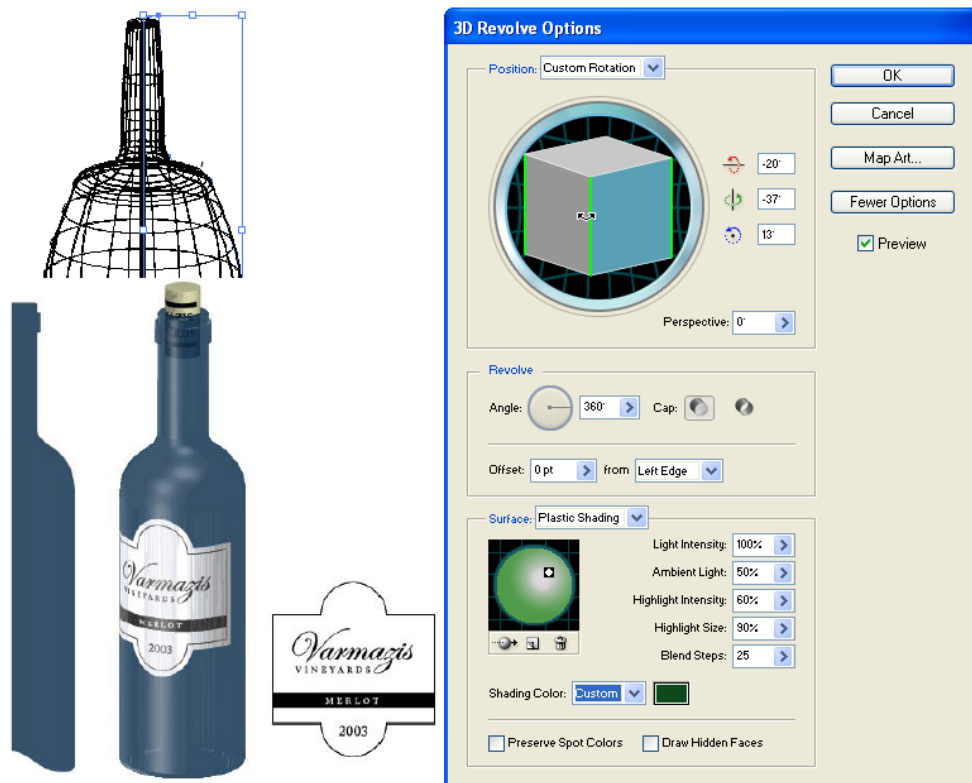 3D Revolve Options
Position: Custom Rotation
OK
Cancel
Map Art...
Fewer Options
Preview
-20°
-37°
13°
Perspective: 0°
Revolve
Angle: 360° Cap:
Offset: 0 pt from Left Edge
Surface: Plastic Shading
Light Intensity: 100%
Ambient Light: 50%
Highlight Intensity: 60%
Highlight Size: 90%
Blend Steps: 25
Shading Color: Custom
Preserve Spot Colors Draw Hidden Faces
Varmazis
VINEYARDS
MERLOT
2003
Varmazis
VINEYARDS
MERLOT
2003